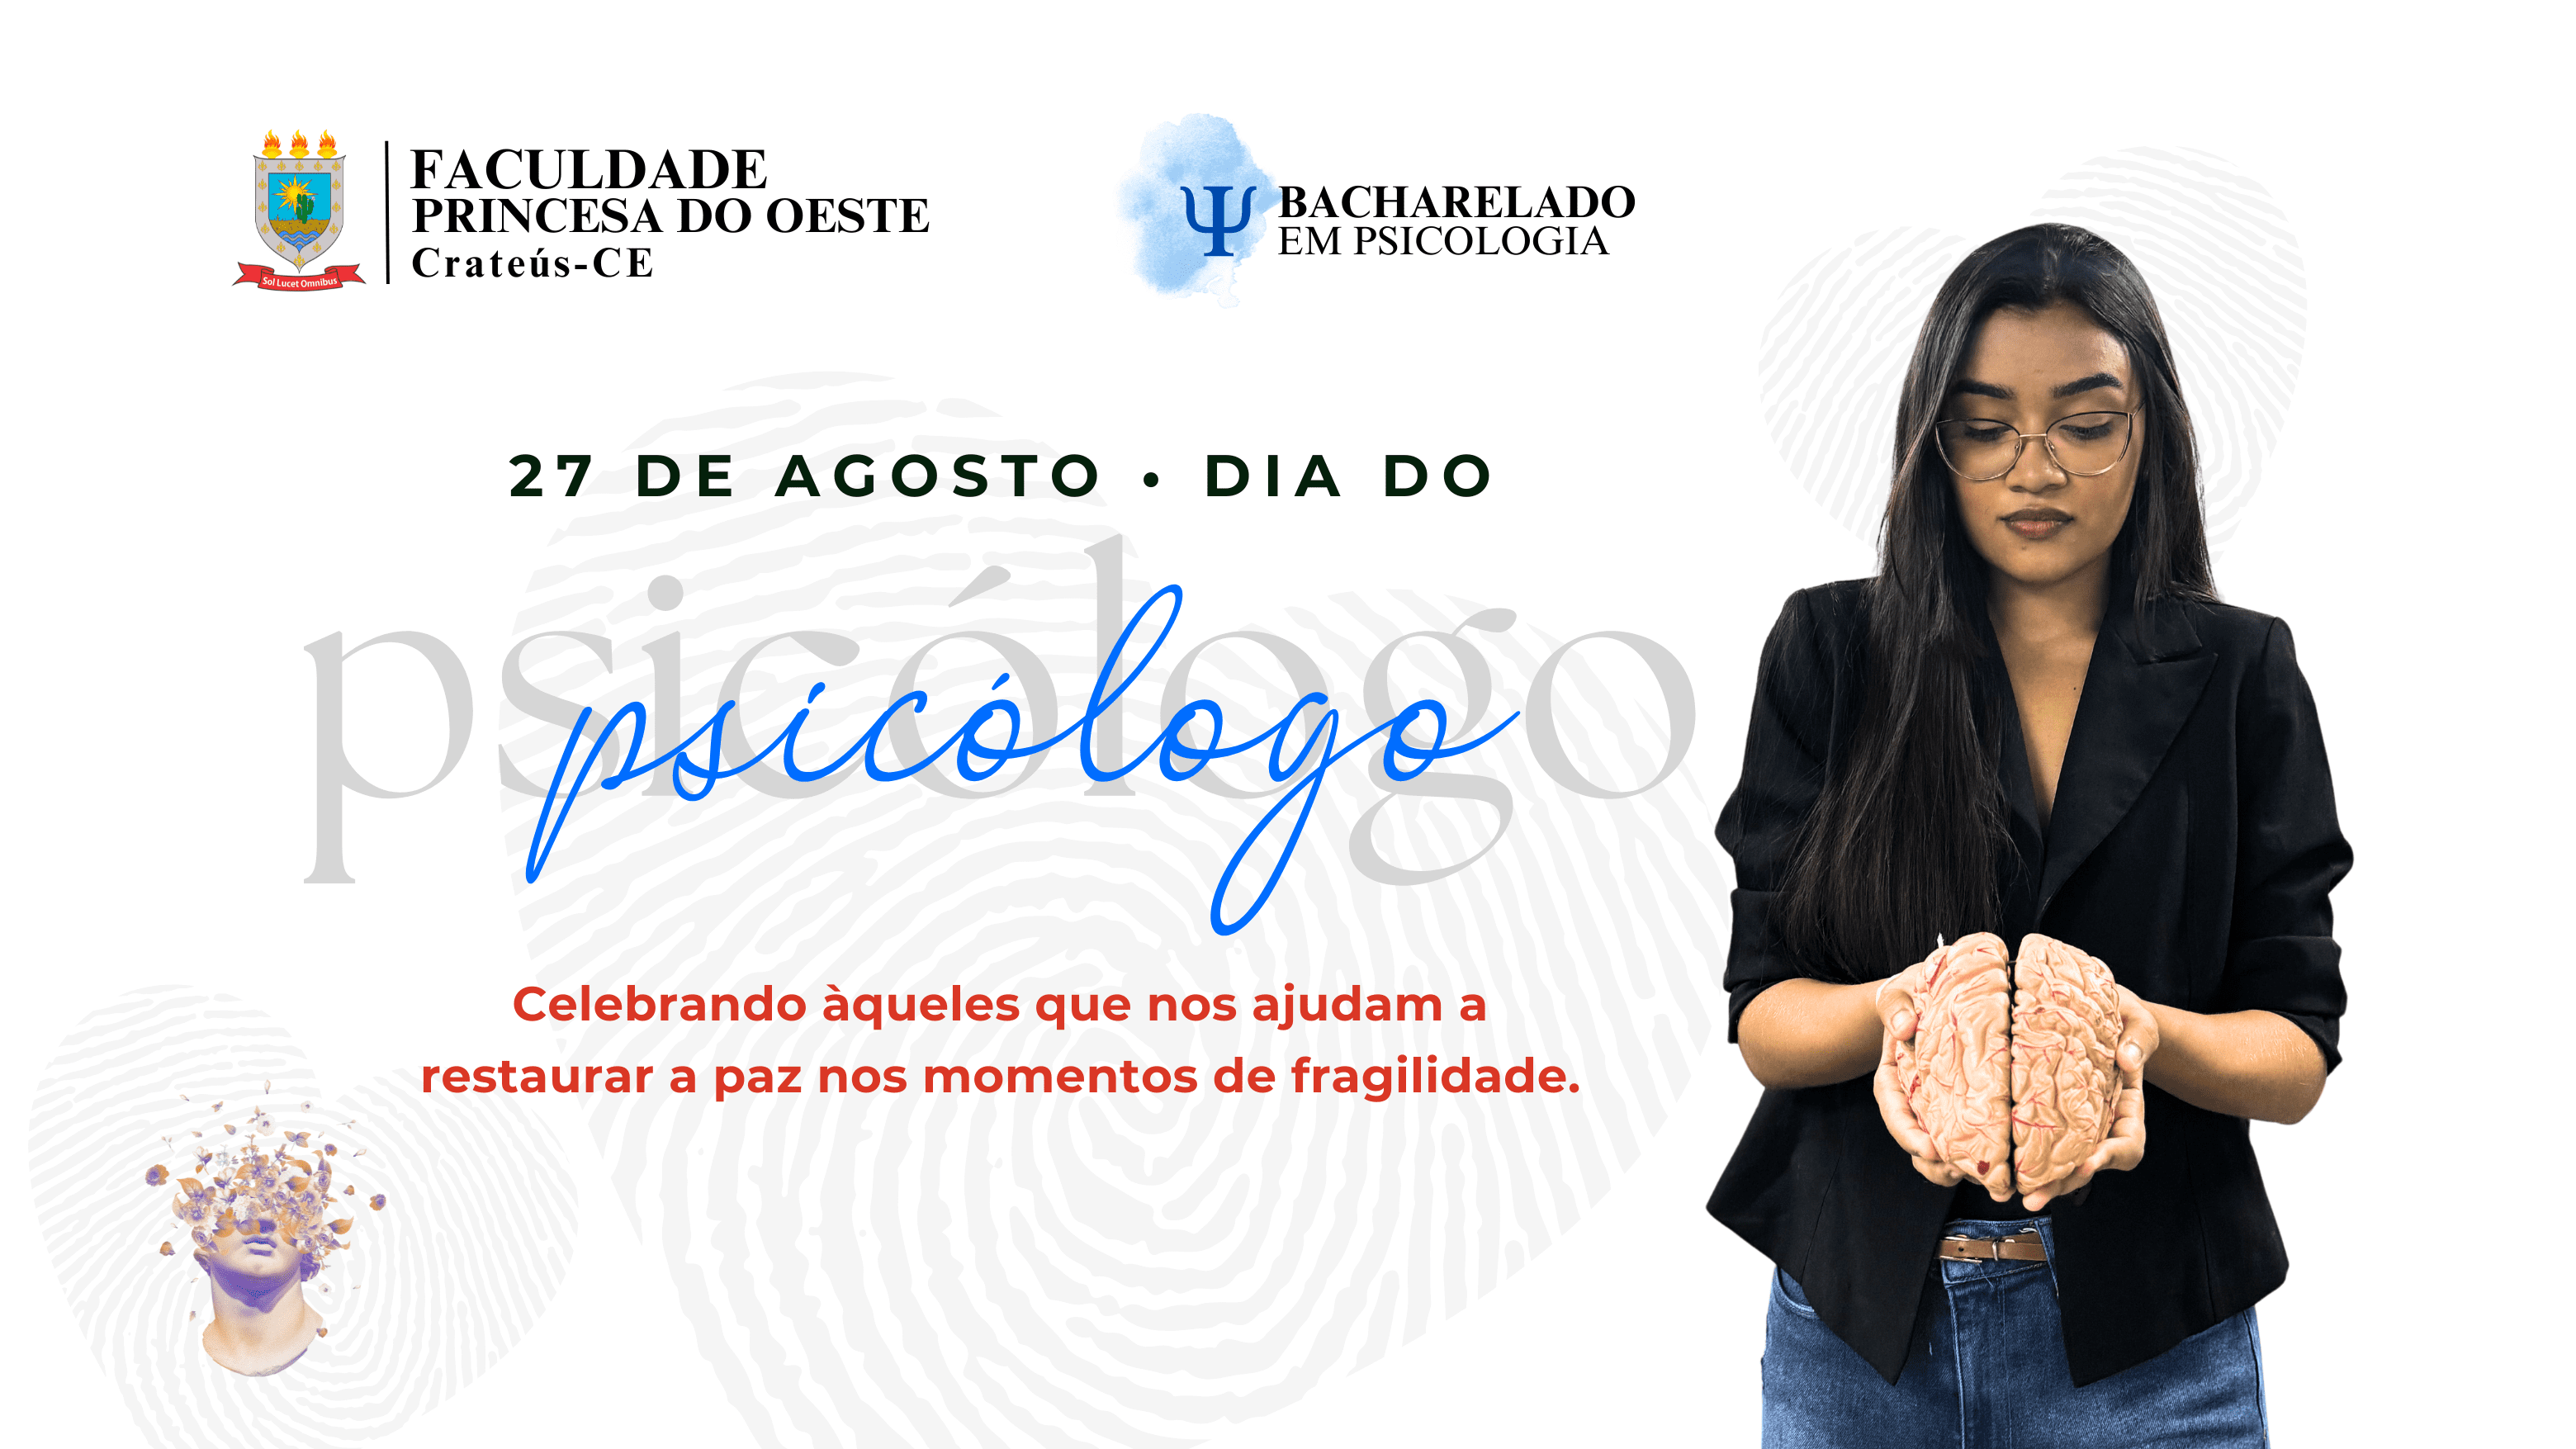 FACULDADE
PRINCESA DO OESTE
Crateús-CE
Sol Lucet Omnibus
Ψ
BACHARELADO
EM PSICOLOGIA
27 DE AGOSTO • DIA DO
psicólogo
psicólogo
Celebrando àqueles que nos ajudam a
restaurar a paz nos momentos de fragilidade.